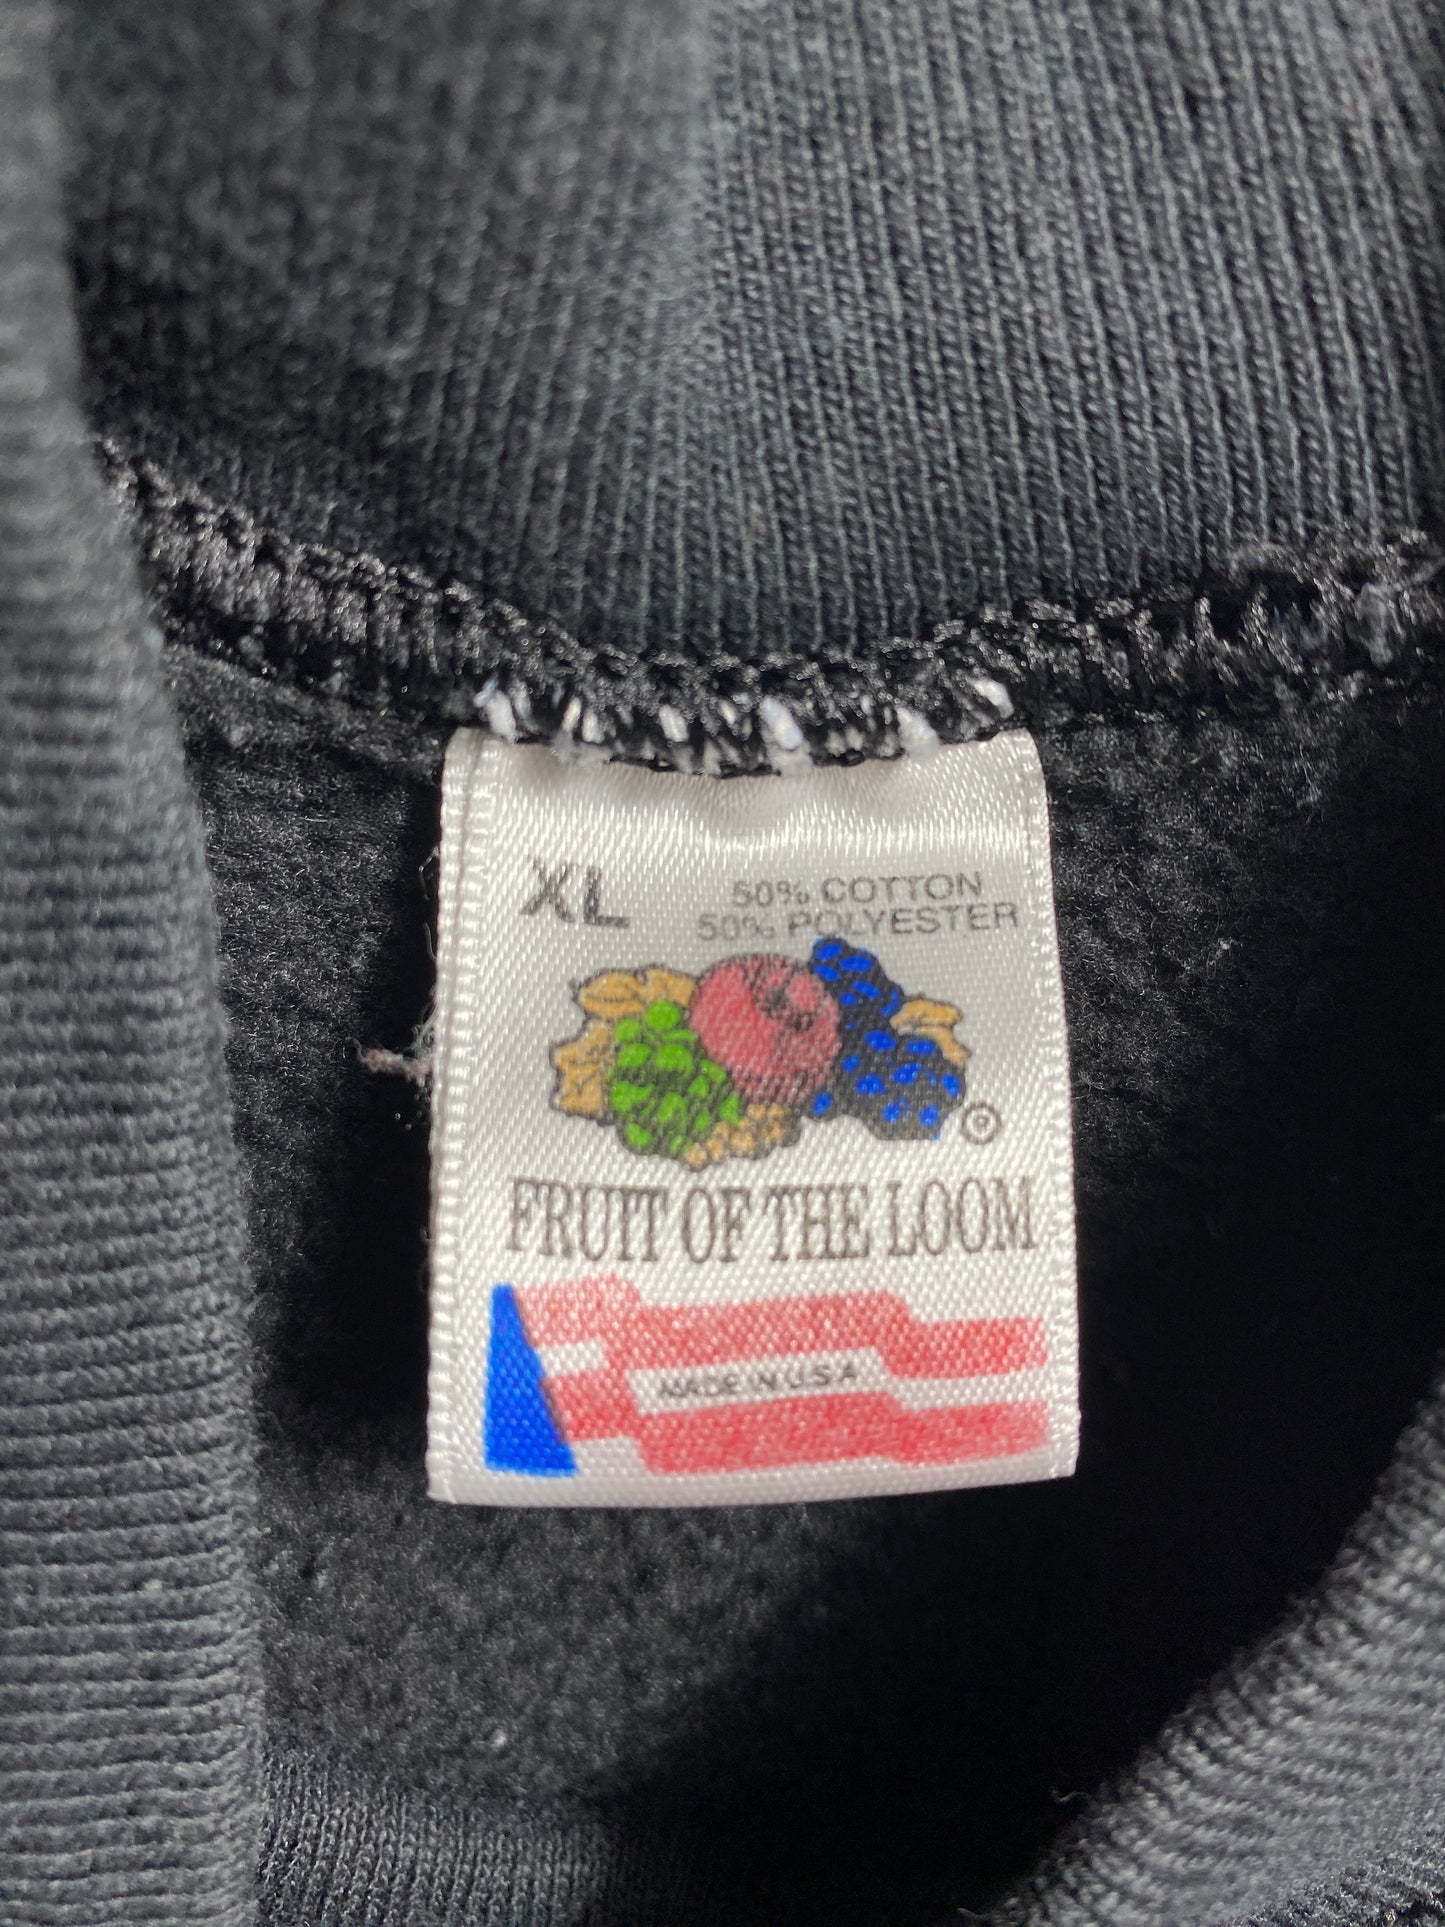 XL
50% COTTON
50% POLYESTER
®
FRUIT OF THE LOOM
MADE IN U.S.A